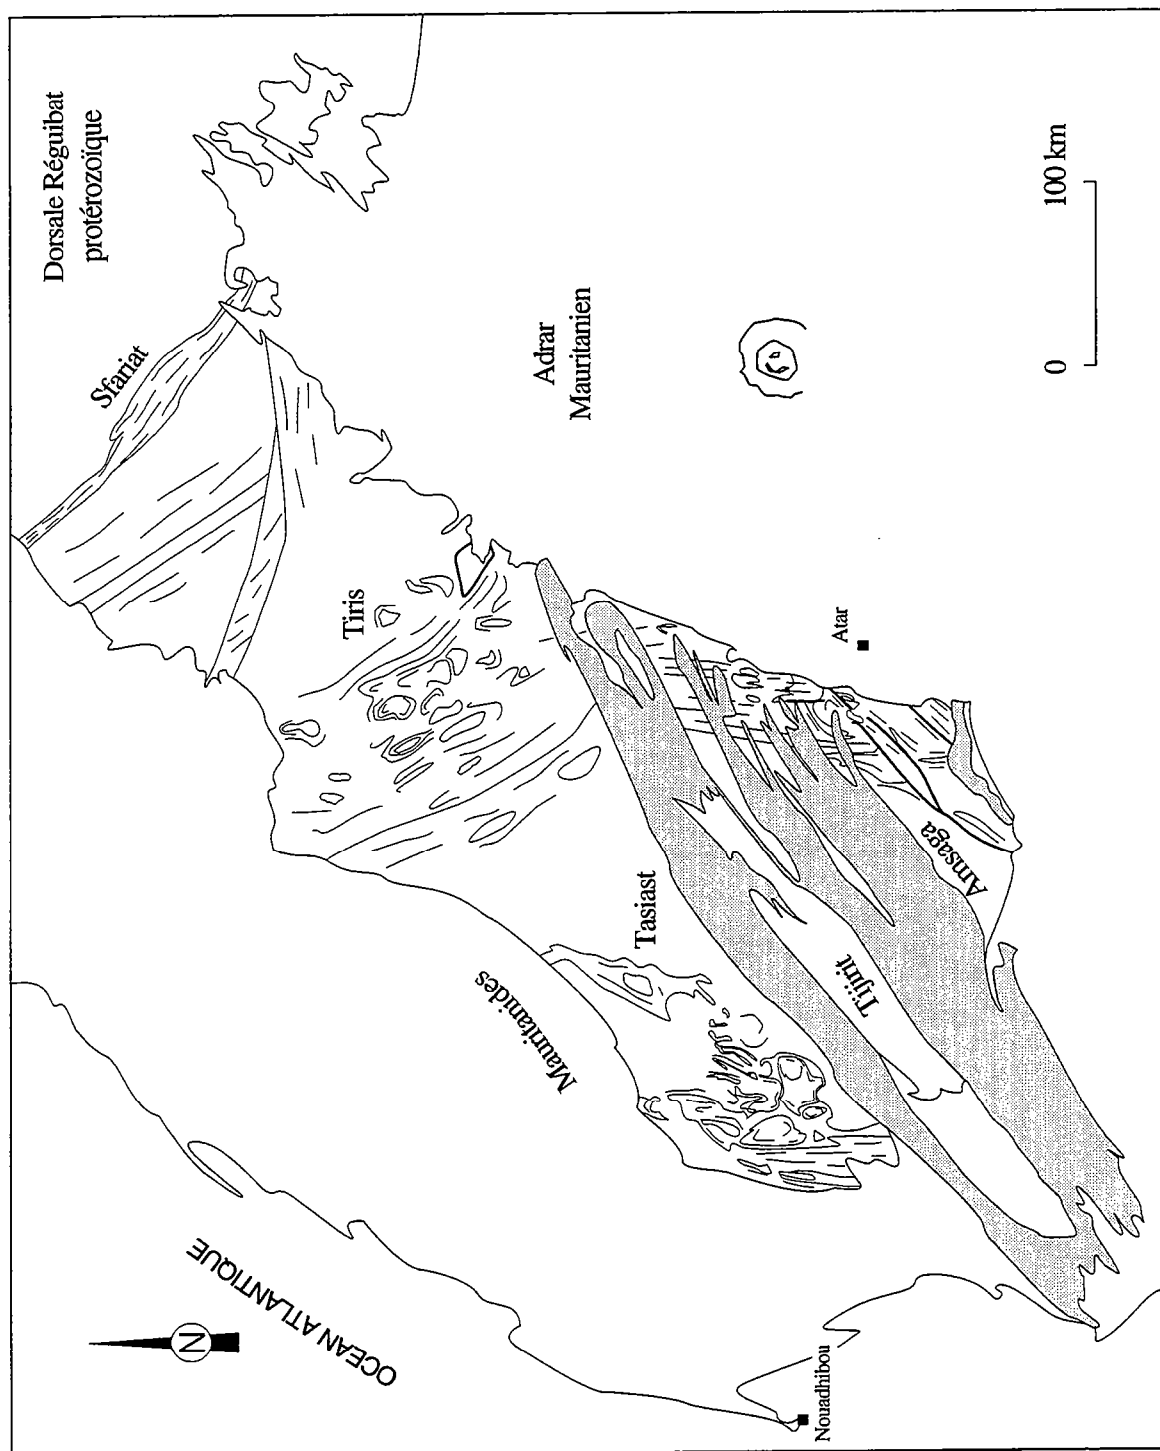 Dorsale Réguibat
protérozoïque
Sfariat
Adrar
Mauritanien
Tiris
Atar
Tasiast
Amsaga
Tijirit
Mauritanides
OCEAN ATLANTIQUE
N
Nouadhibou
0
100 km